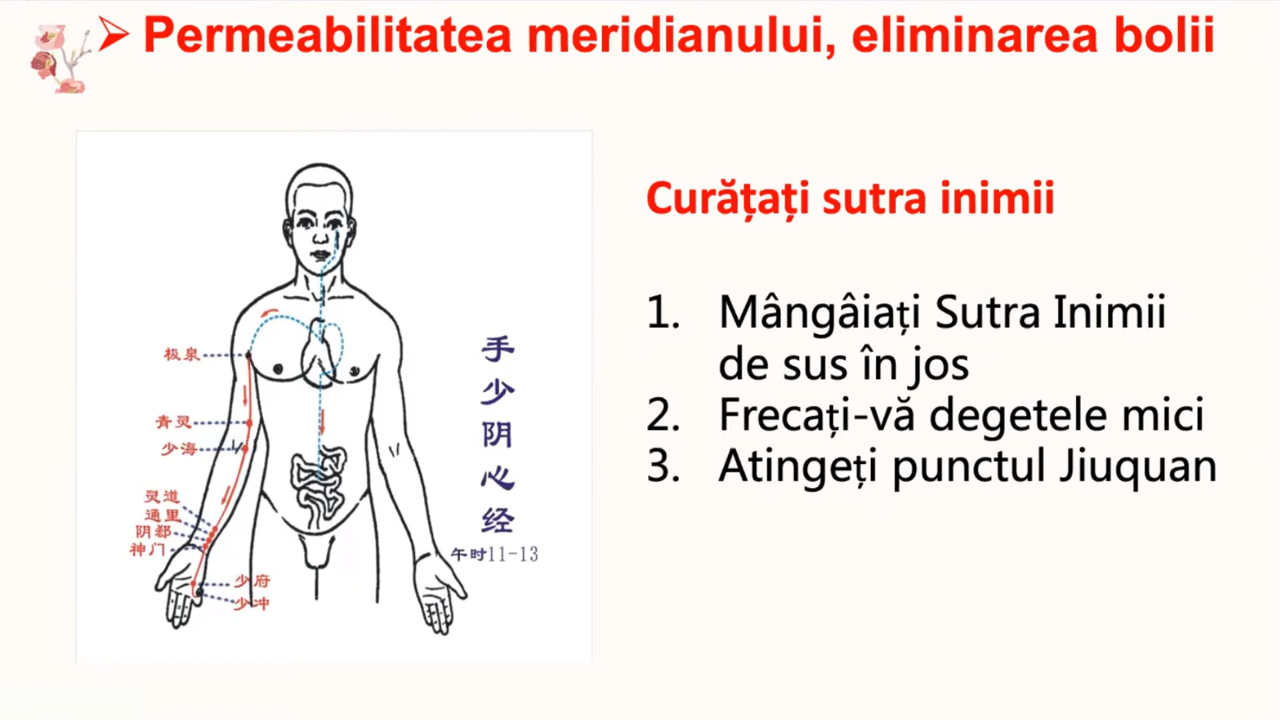 Permeabilitatea meridianului, eliminarea bolii
Curățați sutra inimii
1. Mângâiați Sutra Inimii
de sus în jos
2. Frecați-vă degetele mici
3. Atingeți punctul Jiuquan
手少阴心经
午时11-13
极泉
青灵
少海
灵道
通里
阴郄
神门
少府
少冲